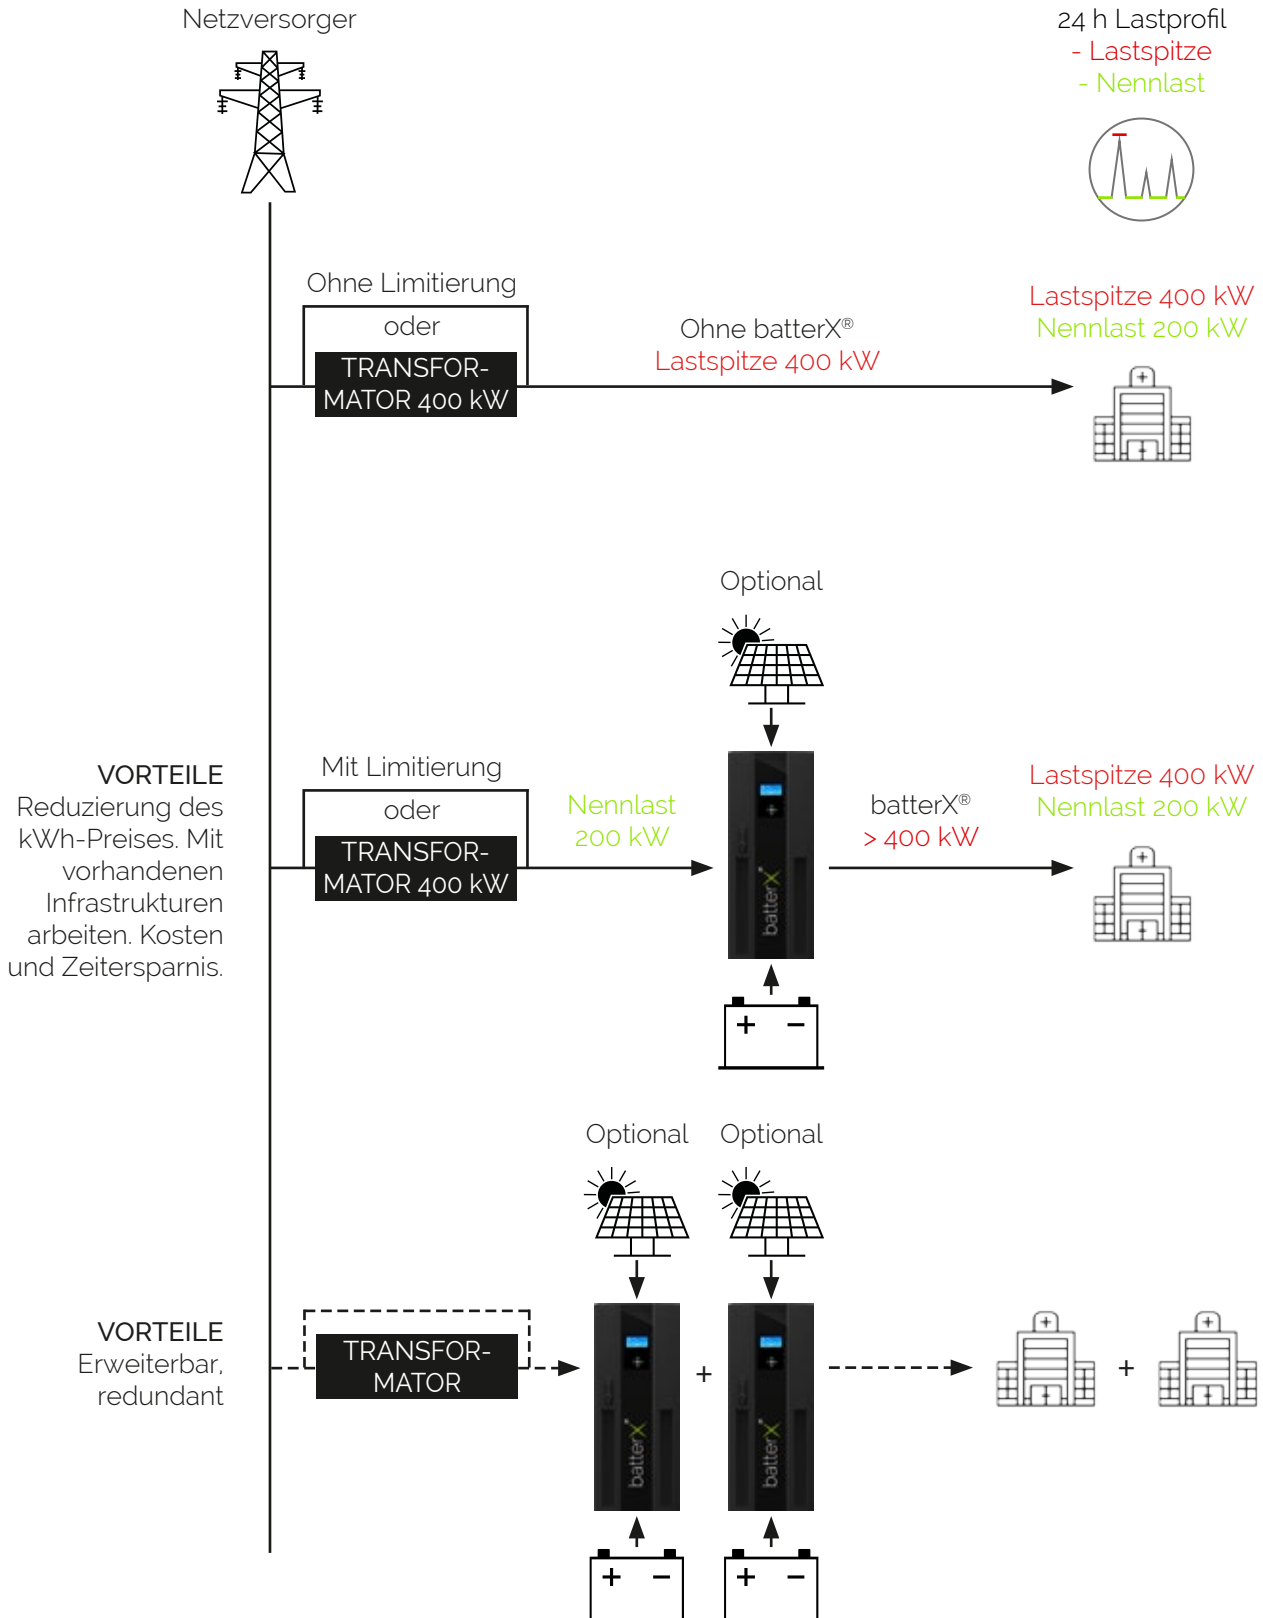 Netzversorger
24 h Lastprofil
- Lastspitze
- Nennlast
Ohne Limitierung
oder
TRANSFOR-
MATOR 400 kW
Ohne batterX®
Lastspitze 400 kW
Lastspitze 400 kW
Nennlast 200 kW
Optional
VORTEILE
Reduzierung des
kWh-Preises. Mit
vorhandenen
Infrastrukturen
arbeiten. Kosten
und Zeitersparnis.
Mit Limitierung
oder
TRANSFOR-
MATOR 400 kW
Nennlast
200 kW
batterX®
batterX®
> 400 kW
Lastspitze 400 kW
Nennlast 200 kW
+ −
Optional
Optional
VORTEILE
Erweiterbar,
redundant
TRANSFOR-
MATOR
batterX®
+
batterX®
+
+ −
+ −